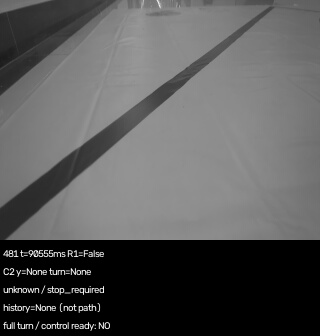 481 t=90555ms R1=False
C2 y=None turn=None
unknown / stop_required
history=None (not path)
full turn / control ready: NO